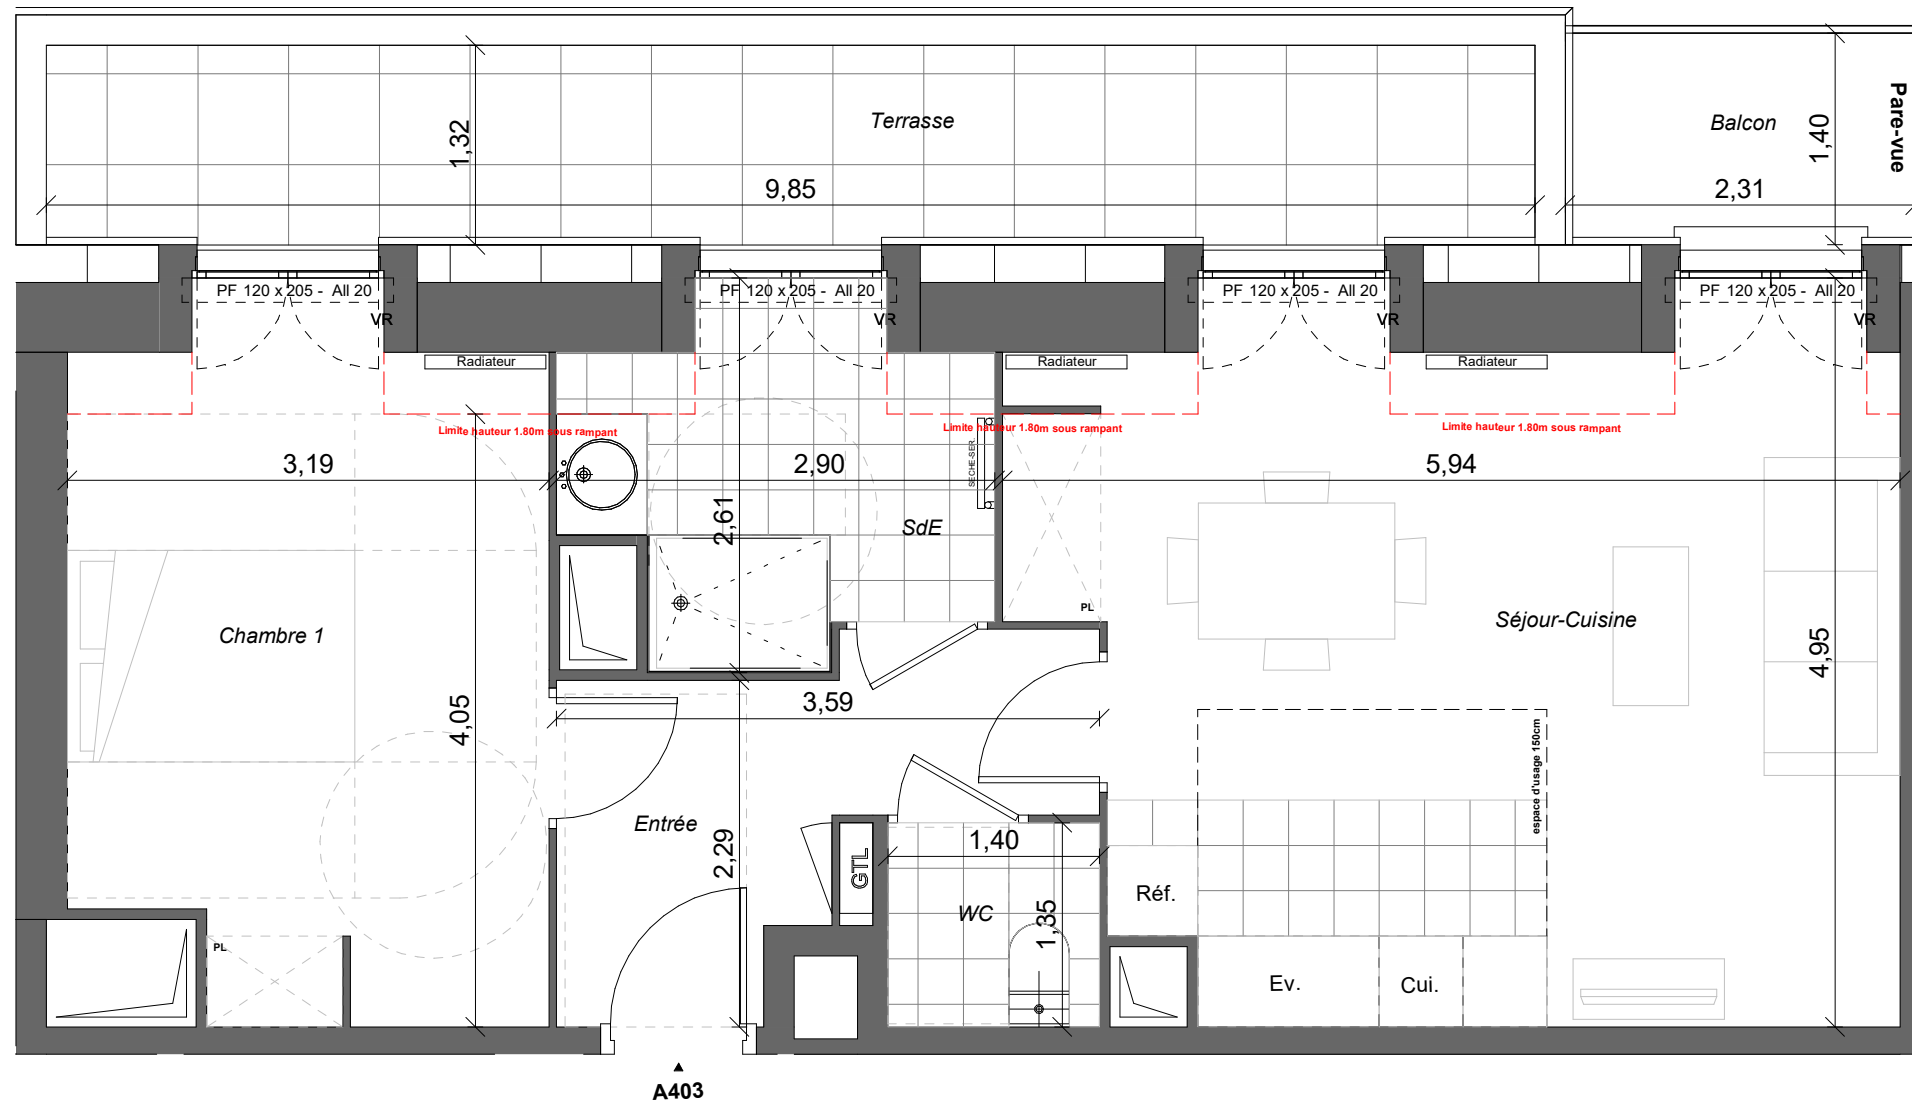 Terrasse
Balcon
Pare-vue
1,32
1,40
9,85
2,31
PF 120 x 205 - All 20
PF 120 x 205 - All 20
PF 120 x 205 - All 20
PF 120 x 205 - All 20
VR
VR
VR
VR
Radiateur
Radiateur
Radiateur
Limite hauteur 1.80m sous rampant
Limite hauteur 1.80m sous rampant
Limite hauteur 1.80m sous rampant
3,19
2,90
5,94
SECHE-SER.
2,61
SdE
PL
Chambre 1
Séjour-Cuisine
4,95
4,05
3,59
espace d'usage 150cm
Entrée
2,29
GTL
1,40
Réf.
WC
1,35
PL
Ev.
Cui.
A403